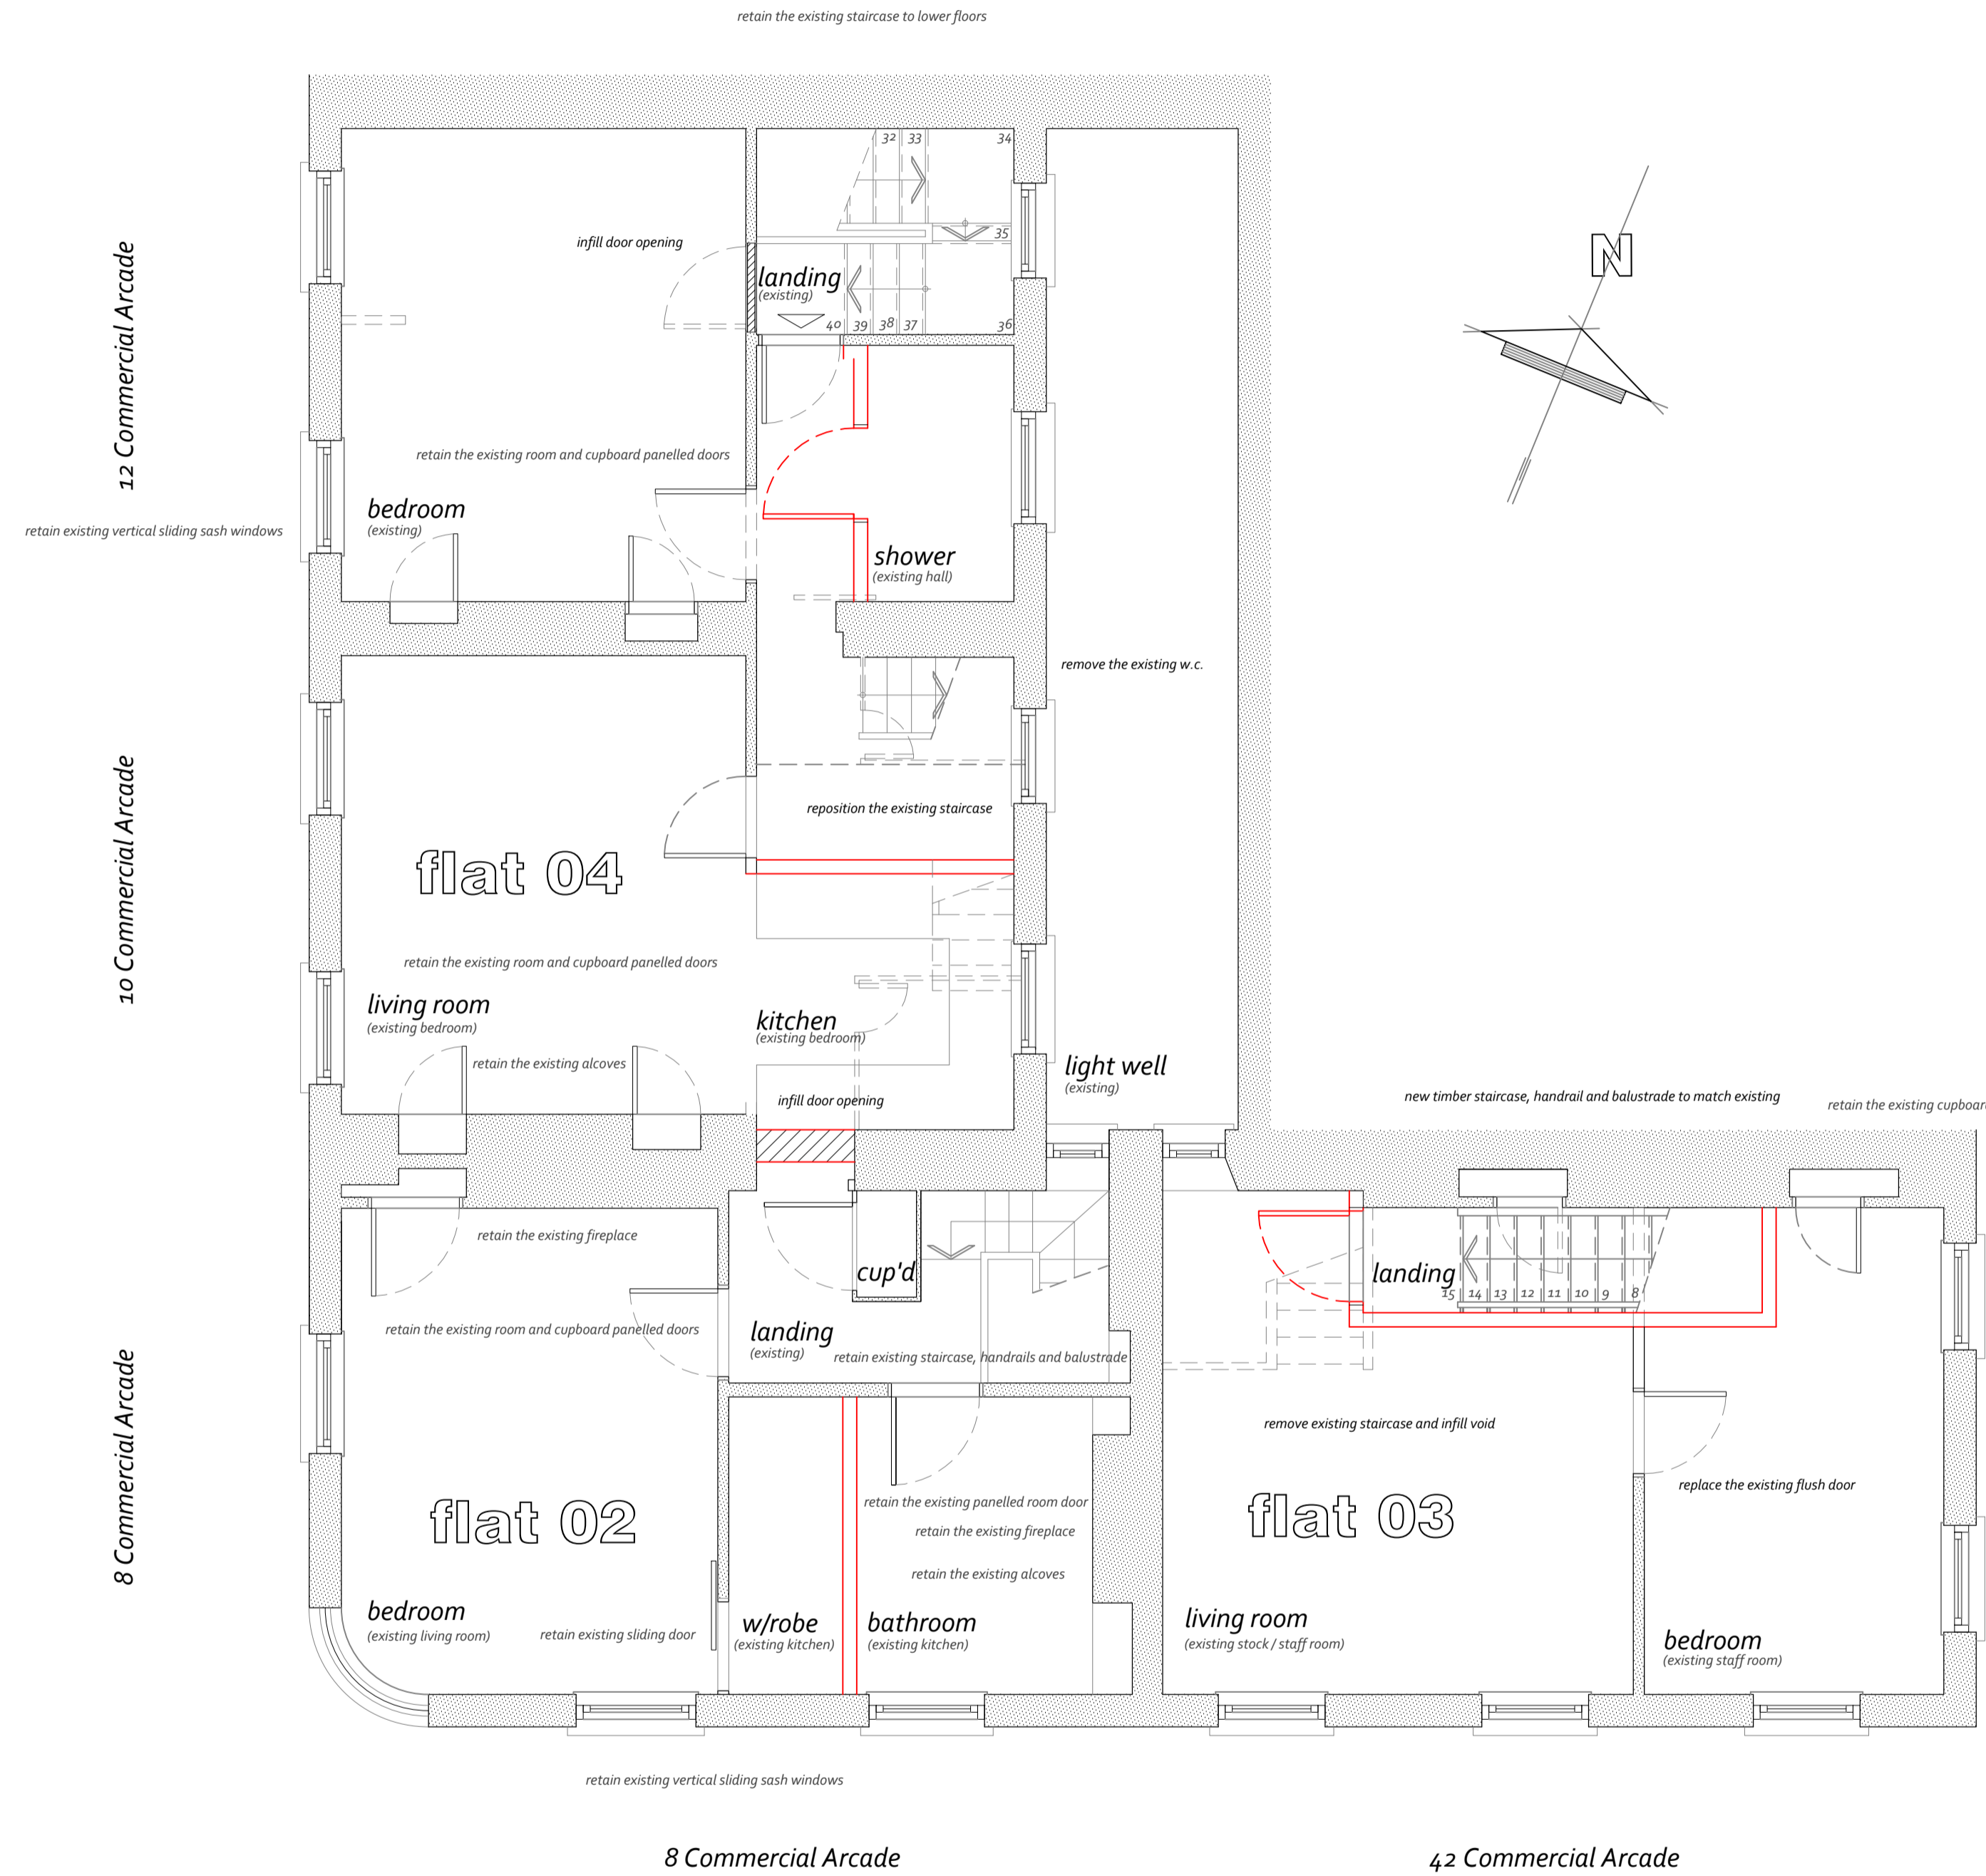 retain the existing staircase to lower floors
32 33 34
infill door opening
35
N
12 Commercial Arcade
landing
(existing)
40 39 38 37 36
retain the existing room and cupboard panelled doors
bedroom
(existing)
retain existing vertical sliding sash windows
shower
(existing hall)
remove the existing w.c.
reposition the existing staircase
10 Commercial Arcade
flat 04
retain the existing room and cupboard panelled doors
living room
(existing bedroom)
kitchen
(existing bedroom)
retain the existing alcoves
light well
(existing)
infill door opening
new timber staircase, handrail and balustrade to match existing
retain the existing cupboar
retain the existing fireplace
cup'd
landing
15 14 13 12 11 10 9 8
retain the existing room and cupboard panelled doors
landing
(existing)
retain existing staircase, handrails and balustrade
8 Commercial Arcade
remove existing staircase and infill void
replace the existing flush door
retain the existing panelled room door
flat 02
flat 03
retain the existing fireplace
retain the existing alcoves
bedroom
(existing living room)
retain existing sliding door
w/robe
(existing kitchen)
bathroom
(existing kitchen)
living room
(existing stock / staff room)
bedroom
(existing staff room)
retain existing vertical sliding sash windows
8 Commercial Arcade
42 Commercial Arcade